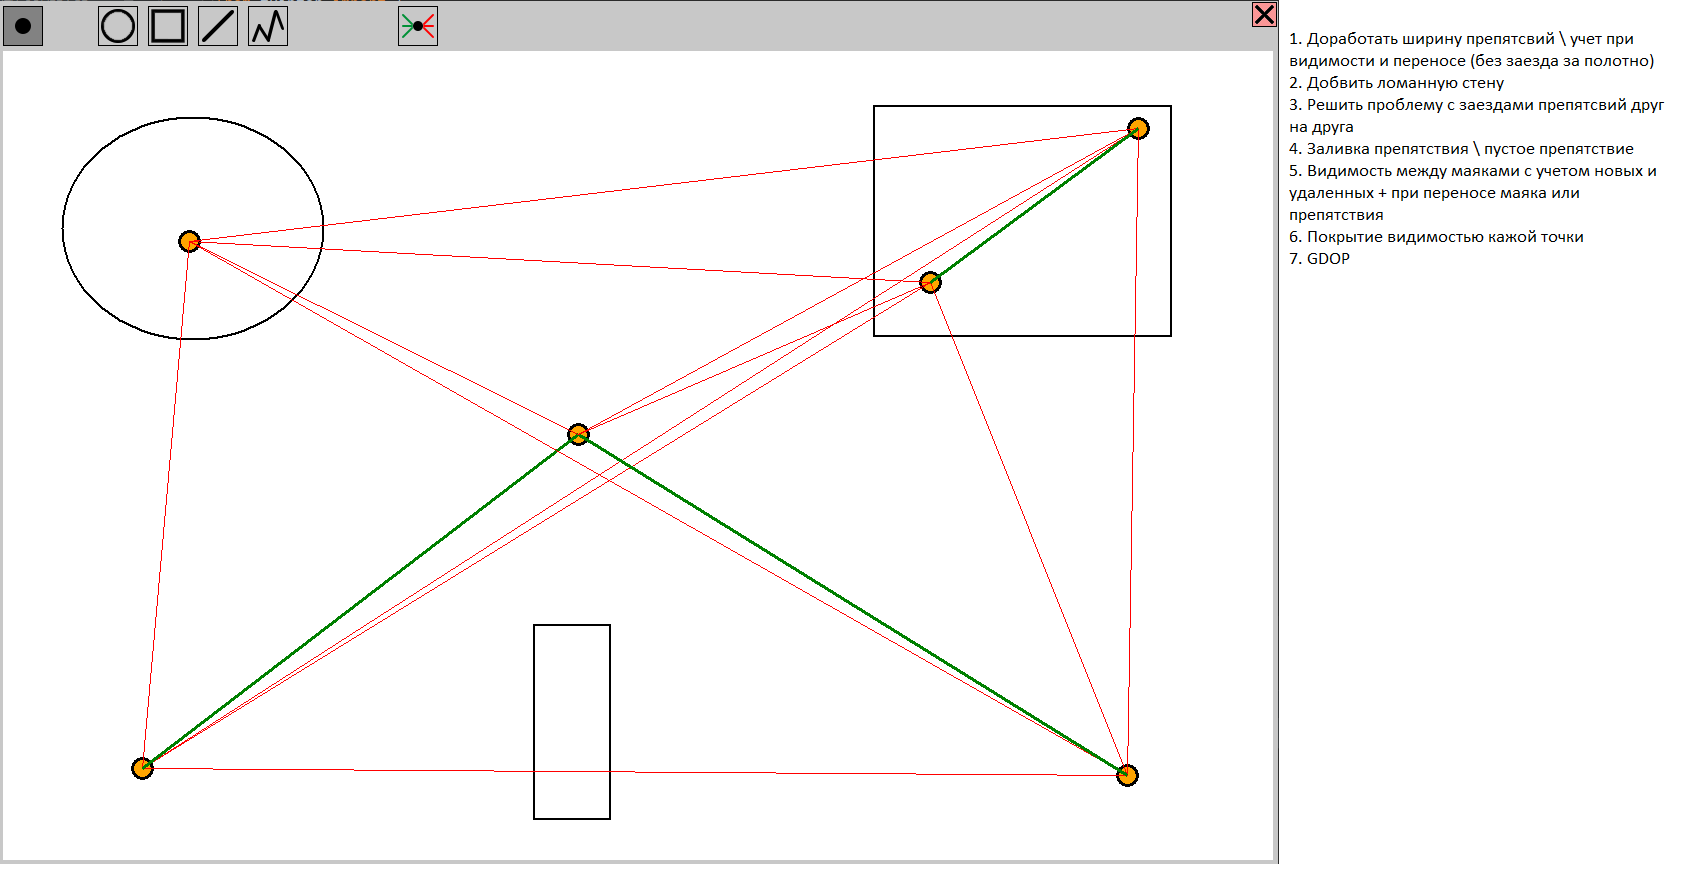 1. Доработать ширину препятсвий \ учет при
видимости и переносе (без заезда за полотно)
2. Добвить ломанную стену
3. Решить проблему с заездами препятсвий друг
на друга
4. Заливка препятствия \ пустое препятствие
5. Видимость между маяками с учетом новых и
удаленных + при переносе маяка или
препятствия
6. Покрытие видимостью кажой точки
7. GDOP